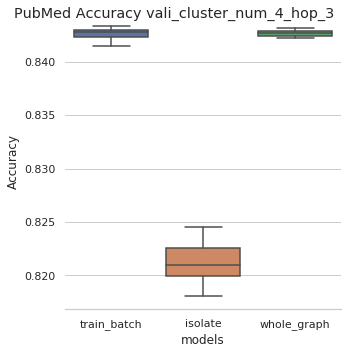 PubMed Accuracy vali_cluster_num_4_hop_3
0.840
0.835
0.830
0.825
0.820
Accuracy
train_batch isolate whole_graph
models